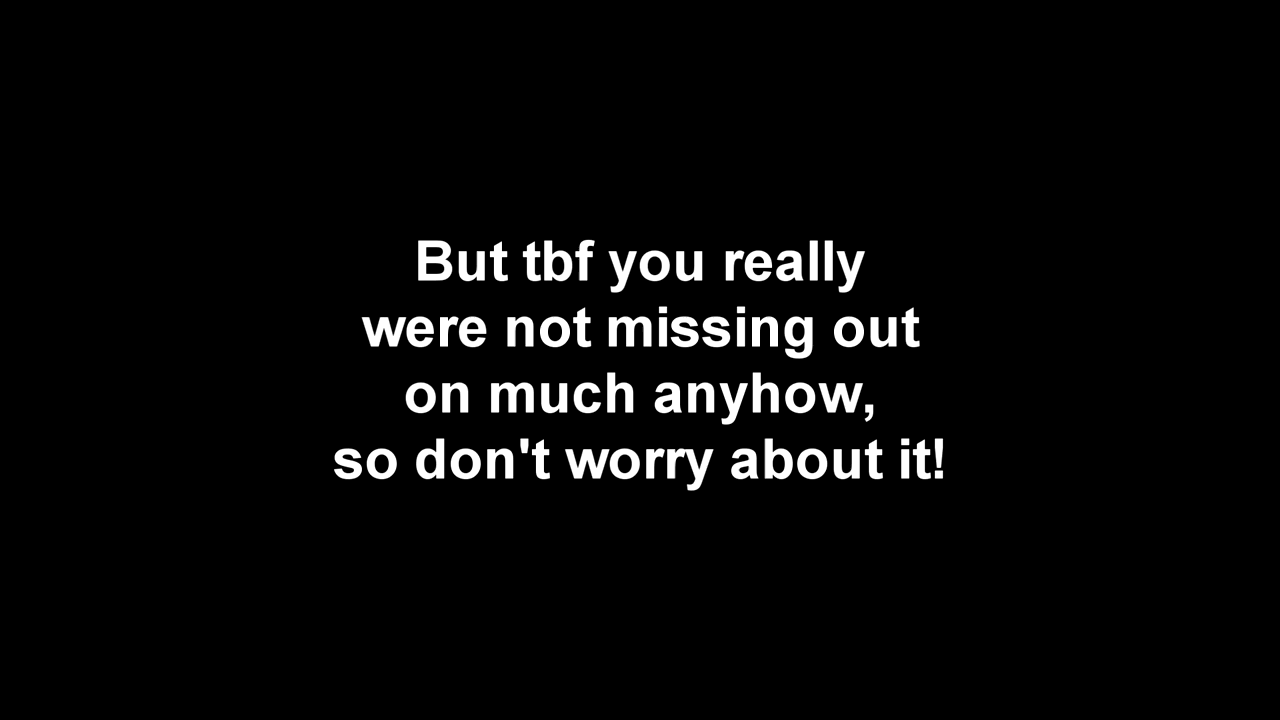 But tbf you really
were not missing out
on much anyhow,
so don't worry about it!